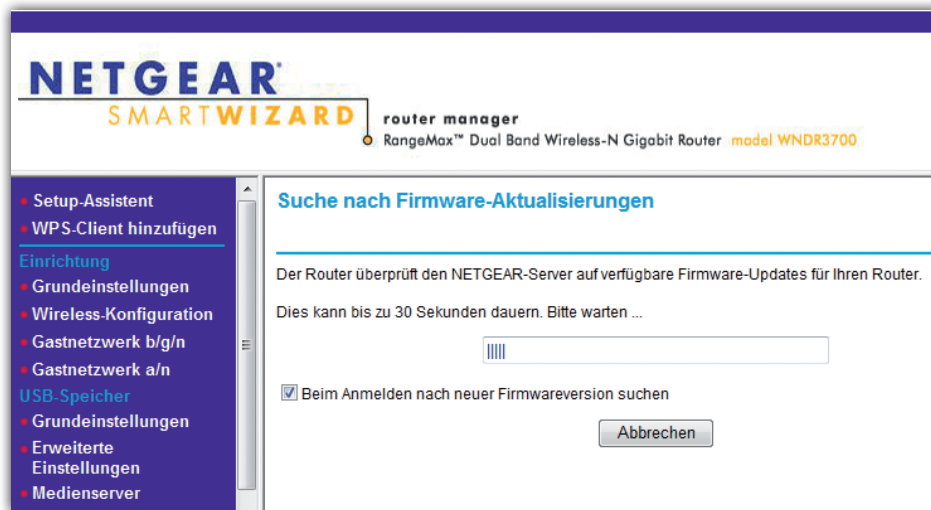 NETGEAR
SMARTWIZARD
router manager
RangeMax™ Dual Band Wireless-N Gigabit Router model WNDR3700
Setup-Assistent
WPS-Client hinzufügen
Einrichtung
Grundeinstellungen
Wireless-Konfiguration
Gastnetzwerk b/g/n
Gastnetzwerk a/n
USB-Speicher
Grundeinstellungen
Erweiterte
Einstellungen
Medienserver
Suche nach Firmware-Aktualisierungen
Der Router überprüft den NETGEAR-Server auf verfügbare Firmware-Updates für Ihren Router.
Dies kann bis zu 30 Sekunden dauern. Bitte warten ...
Beim Anmelden nach neuer Firmwareversion suchen
Abbrechen